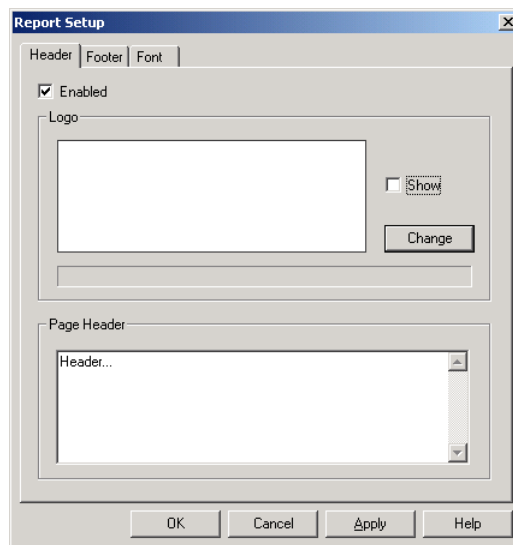 Report Setup
Header Footer Font
Enabled
Logo
Show
Change
Page Header
Header...
OK Cancel Apply Help